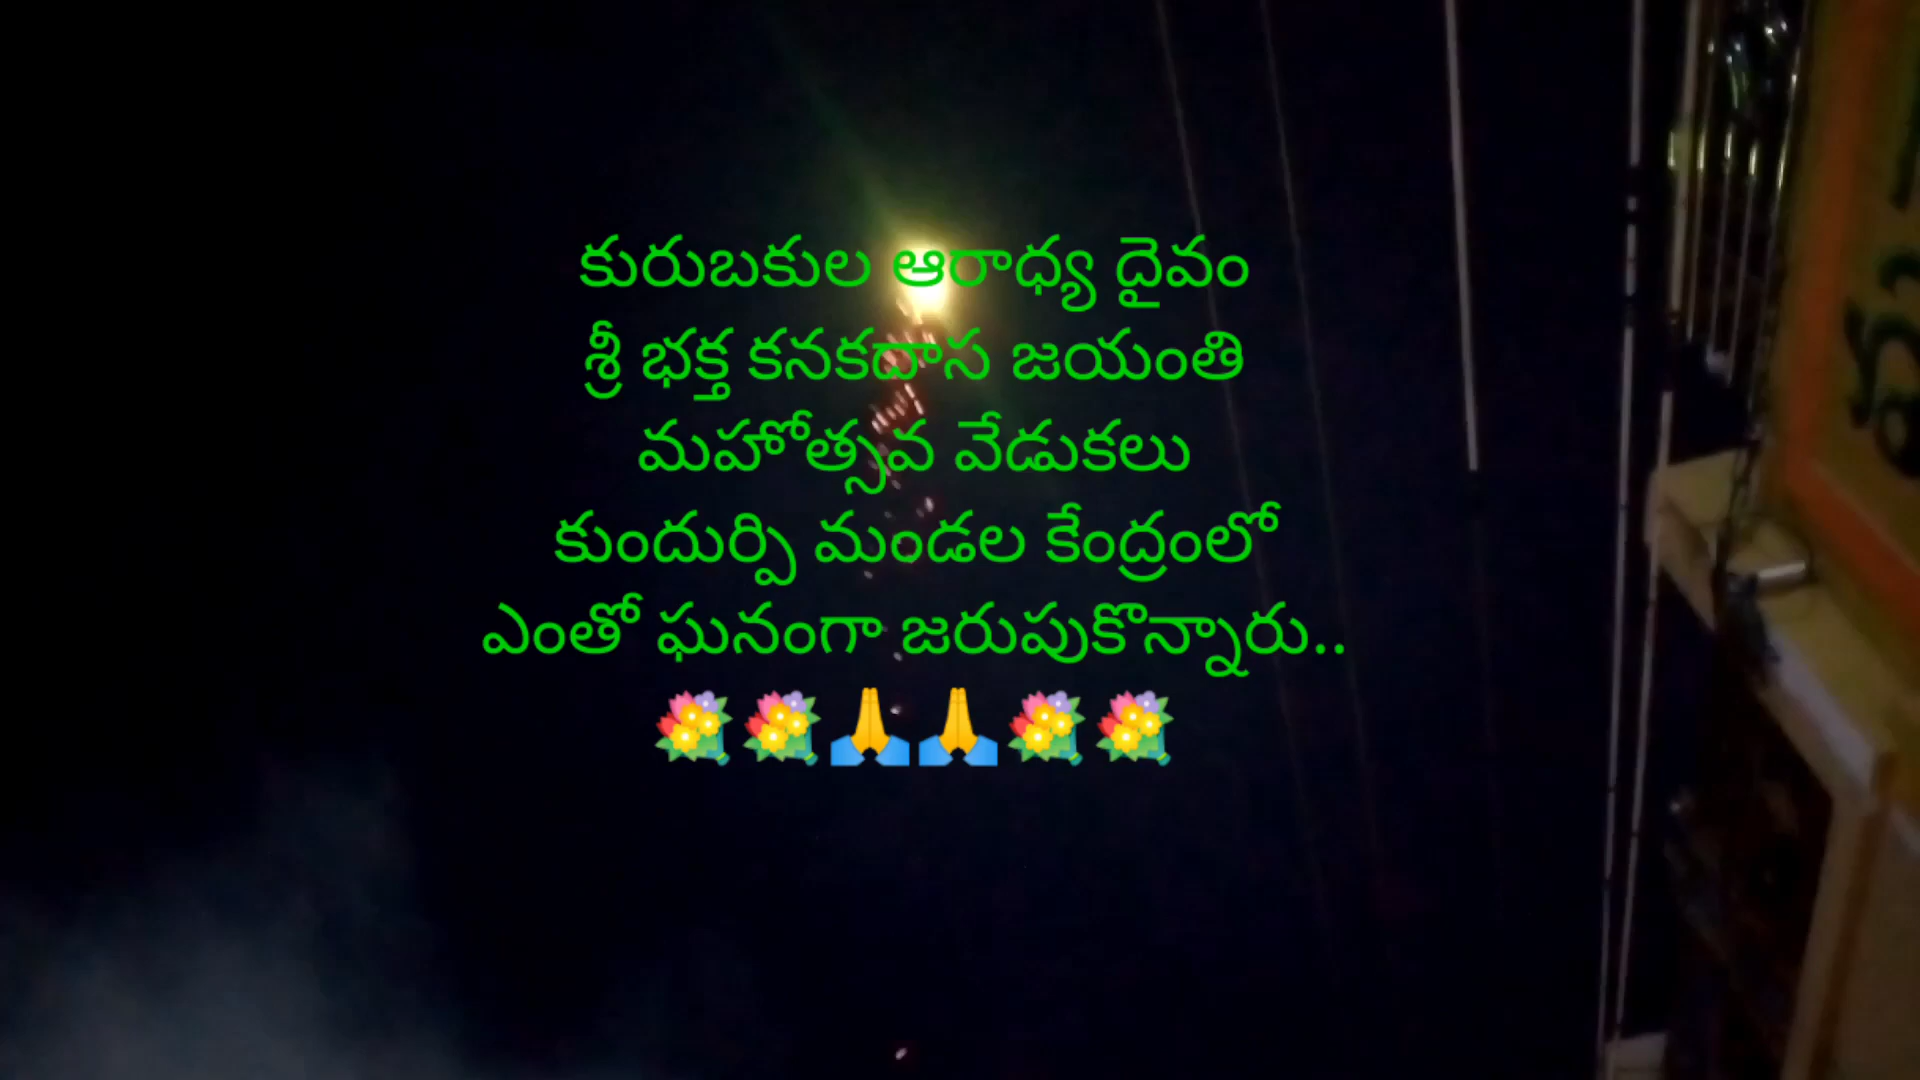 కురుబకుల ఆరాధ్య దైవం
శ్రీ భక్త కనకదాస జయంతి
మహోత్సవ వేడుకలు
కుందుర్పి మండల కేంద్రంలో
ఎంతో ఘనంగా జరుపుకొన్నారు..
💐💐🙏🙏💐💐